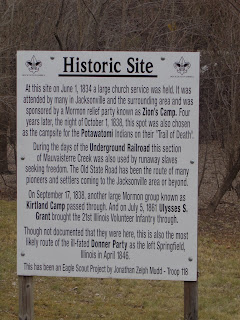 Historic Site
At this site on June 1, 1834 a large church service was held. It was
attended by many in Jacksonville and the surrounding area and was
sponsored by a Mormon relief party known as Zion's Camp. Four
years later, the night of October 1, 1838, this spot was also chosen
as the campsite for the Potawatomi Indians on their "Trail of Death".
During the days of the Underground Railroad this section
of Mauvaisterre Creek was also used by runaway slaves
seeking freedom. The Old State Road has been the route of many
pioneers and settlers coming to the Jacksonville area or beyond.
On September 17, 1838, another large Mormon group known as
Kirtland Camp passed through. And on July 5, 1861 Ulysses S.
Grant brought the 21st Illinois Volunteer Infantry through.
Though not documented that they were here, this is also the most
likely route of the ill-fated Donner Party as the left Springfield,
Illinois in April 1846.
This has been an Eagle Scout Project by Jonathan Zelph Mudd - Troop 118